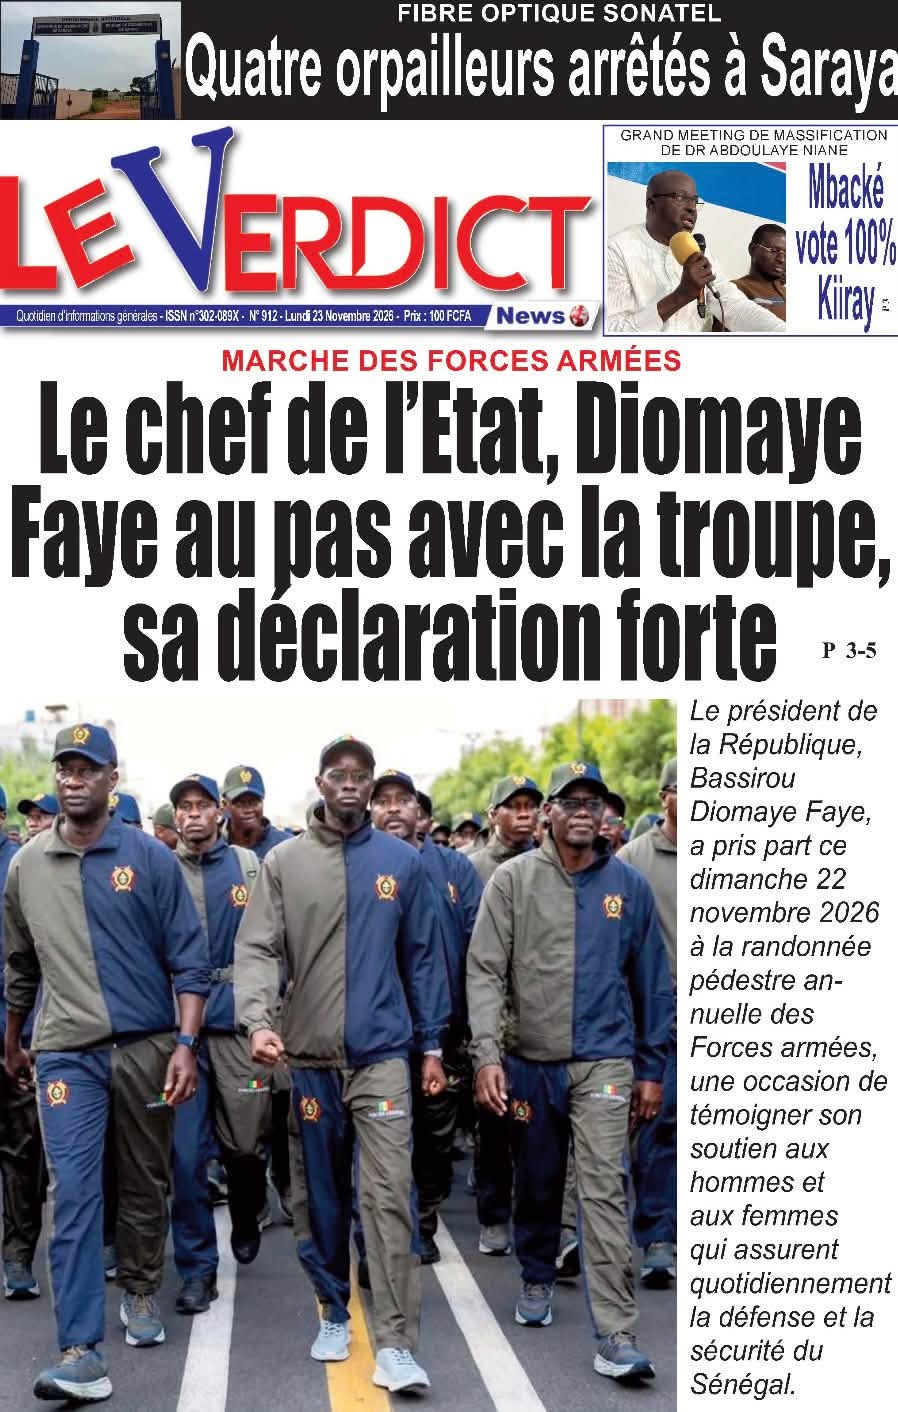 FIBRE OPTIQUE SONATEL
Quatre orpailleurs arrêtés à Saraya
LE VERDICT
Quotidien d'informations générales - ISSN n°302-089X - N° 912 - Lundi 23 Novembre 2026 - Prix : 100 FCFA
News
GRAND MEETING DE MASSIFICATION
DE DR ABDOULAYE NIANE
Mbacké
vote 100%
Kiiray
P 3
MARCHE DES FORCES ARMÉES
Le chef de l'Etat, Diomaye
Faye au pas avec la troupe,
sa déclaration forte
P 3-5
Le président de
la République,
Bassirou
Diomaye Faye,
a pris part ce
dimanche 22
novembre 2026
à la randonnée
pédestre an-
nuelle des
Forces armées,
une occasion de
témoigner son
soutien aux
hommes et
aux femmes
qui assurent
quotidiennement
la défense et la
sécurité du
Sénégal.